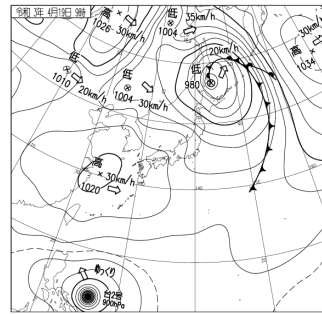 令和 3年 4月19日 9時
高
1026 30km/h
低
1004
35km/h
20km/h
低
980
30km/h
高
1034
低
1010 20km/h
低
1004 30km/h
高
30km/h
1020
140
ゆっくり
台2号
900hPa